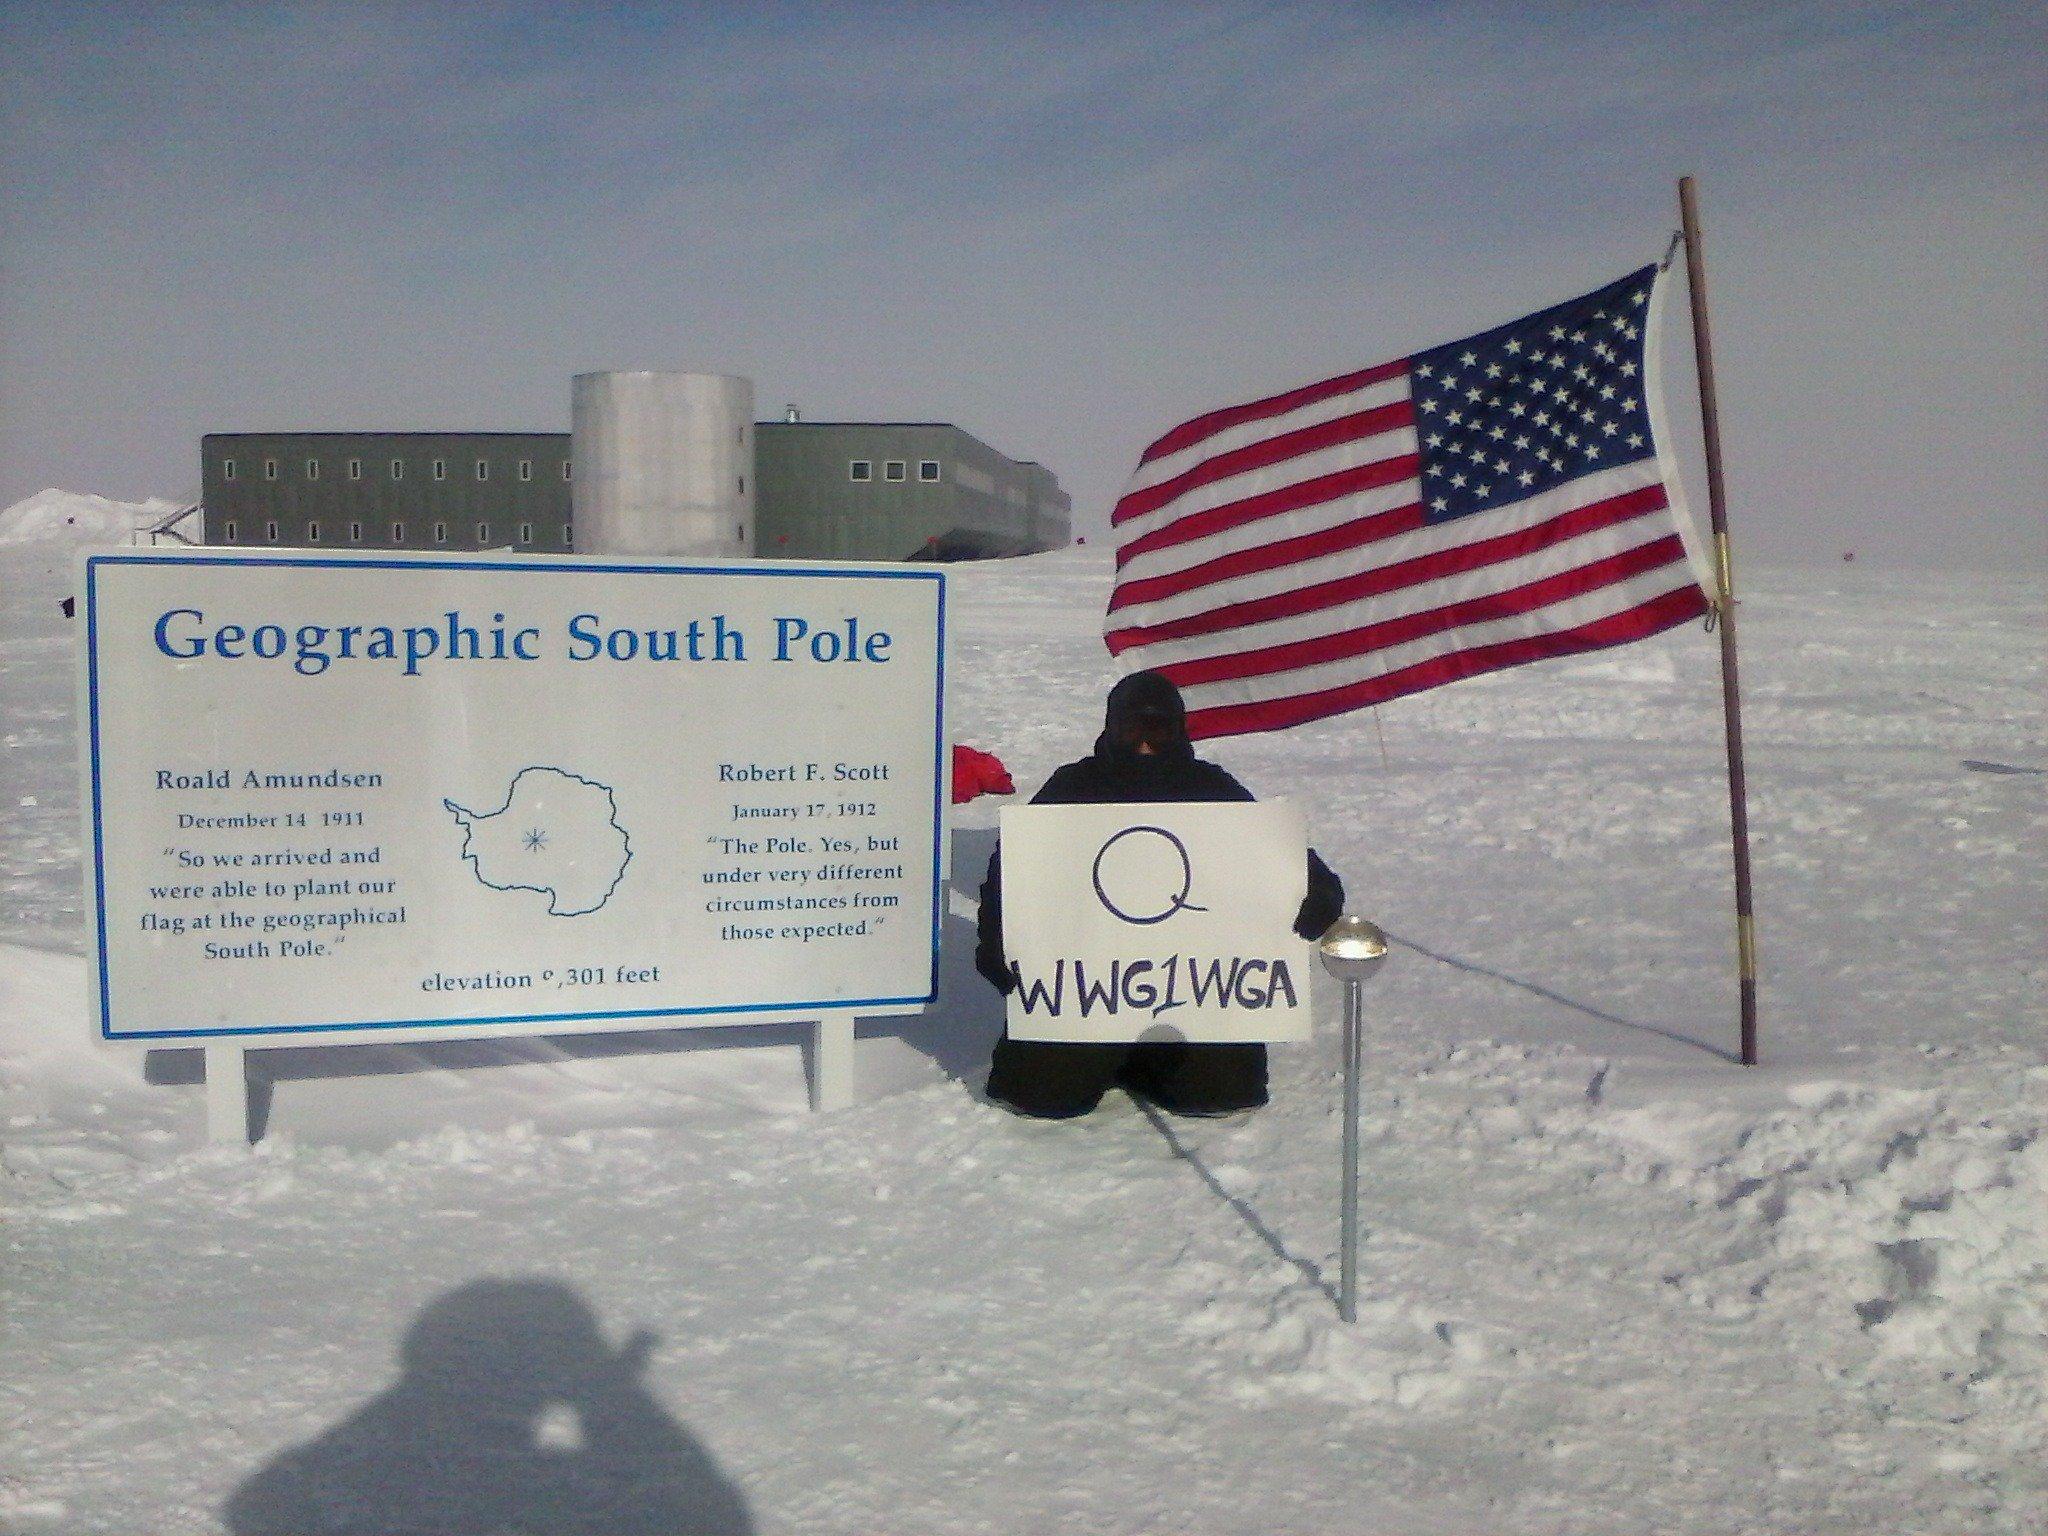 Geographic South Pole
Roald Amundsen
December 14 1911
"So we arrived and
were able to plant our
flag at the geographical
South Pole."
Robert F. Scott
January 17, 1912
"The Pole. Yes, but
under very different
circumstances from
those expected."
elevation 9,301 feet
Q
WWG1WGA